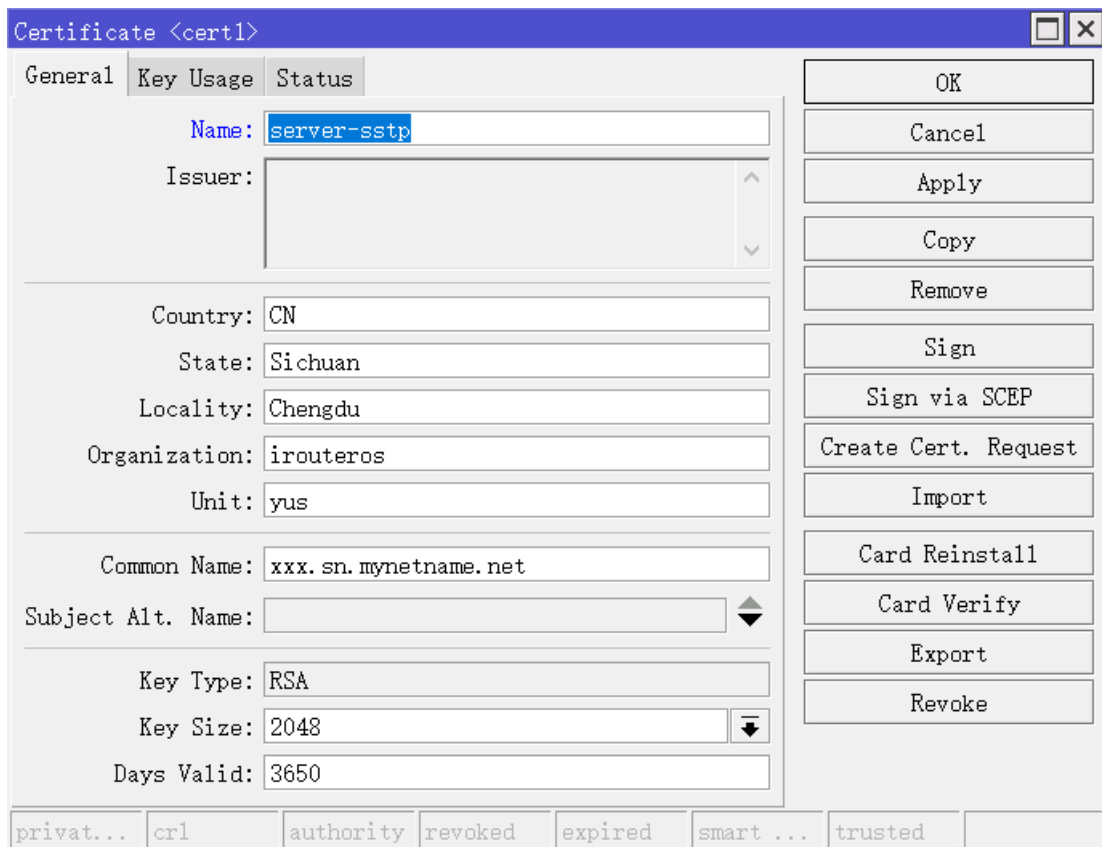 Certificate <cert1>
General Key Usage Status
Name: server-sstp
Issuer:
Country: CN
State: Sichuan
Locality: Chengdu
Organization: irouteros
Unit: yus
Common Name: xxx.sn.mynetname.net
Subject Alt. Name:
Key Type: RSA
Key Size: 2048
Days Valid: 3650
OK
Cancel
Apply
Copy
Remove
Sign
Sign via SCEP
Create Cert. Request
Import
Card Reinstall
Card Verify
Export
Revoke
privat... crl authority revoked expired smart ... trusted